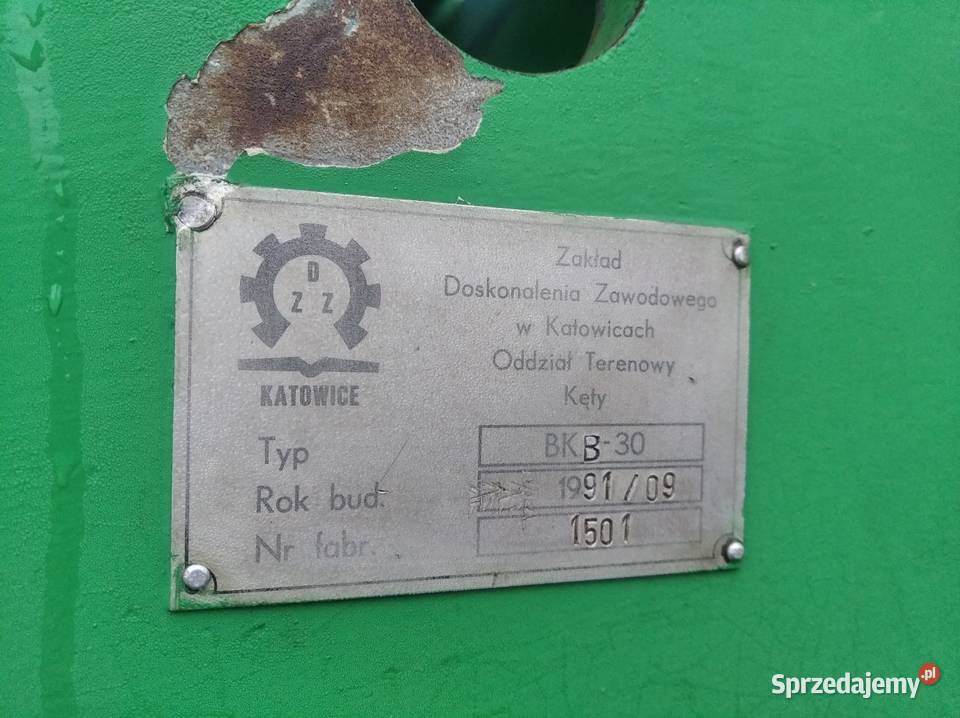 D
Z Z
KATOWICE
Zakład
Doskonalenia Zawodowego
w Katowicach
Oddział Terenowy
Kęty
Typ BKB-30
Rok bud. 1991/09
Nr fabr. 1501
Sprzedajemy.pl